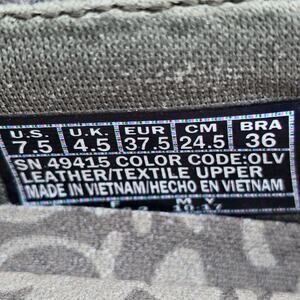 U.S. U.K. EUR CM BRA
7.5 4.5 37.5 24.5 36
SN 49445 COLOR CODE:OLV
LEATHER/TEXTILE UPPER
MADE IN VIETNAM/HECHO EN VIETNAM